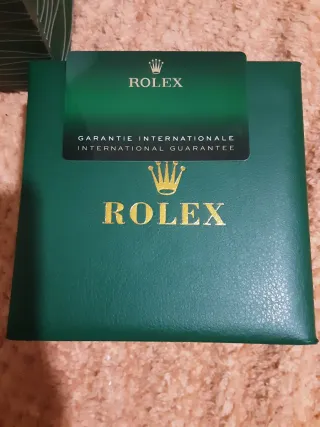 ROLEX
GARANTIE INTERNATIONALE
INTERNATIONAL GUARANTEE
ROLEX